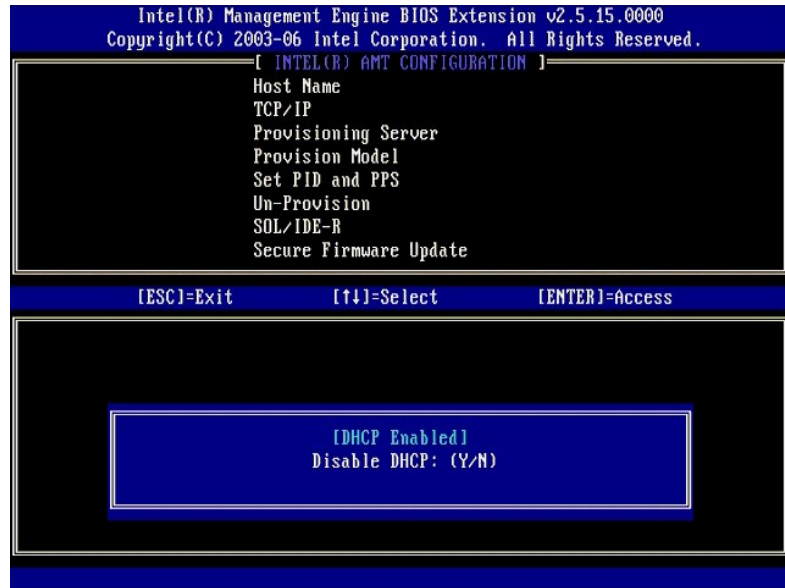 Intel(R) Management Engine BIOS Extension v2.5.15.0000
Copyright(C) 2003-06 Intel Corporation. All Rights Reserved.
[ INTEL(R) AMT CONFIGURATION ]
Host Name
TCP/IP
Provisioning Server
Provision Model
Set PID and PPS
Un-Provision
SOL/IDE-R
Secure Firmware Update
[ESC]=Exit [↑↓]=Select [ENTER]=Access
[DHCP Enabled]
Disable DHCP: (Y/N)